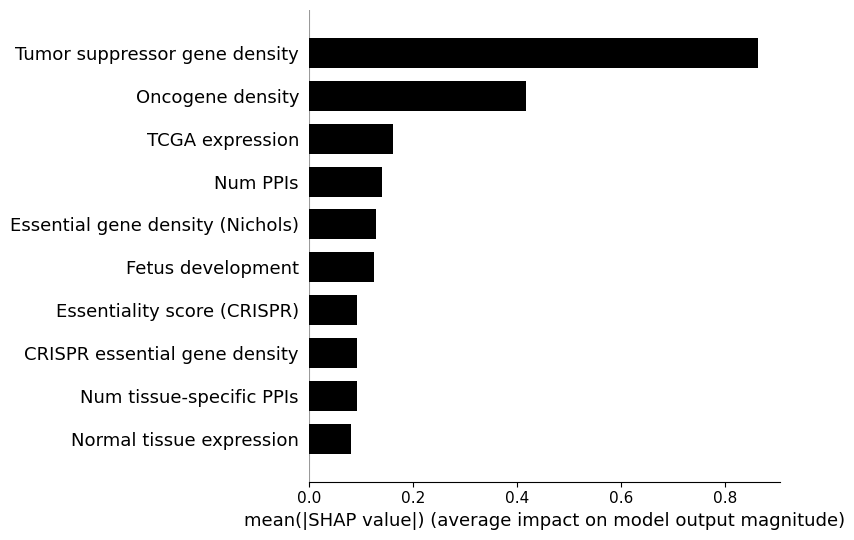 Tumor suppressor gene density
Oncogene density
TCGA expression
Num PPIs
Essential gene density (Nichols)
Fetus development
Essentiality score (CRISPR)
CRISPR essential gene density
Num tissue-specific PPIs
Normal tissue expression
0.0 0.2 0.4 0.6 0.8
mean(|SHAP value|) (average impact on model output magnitude)